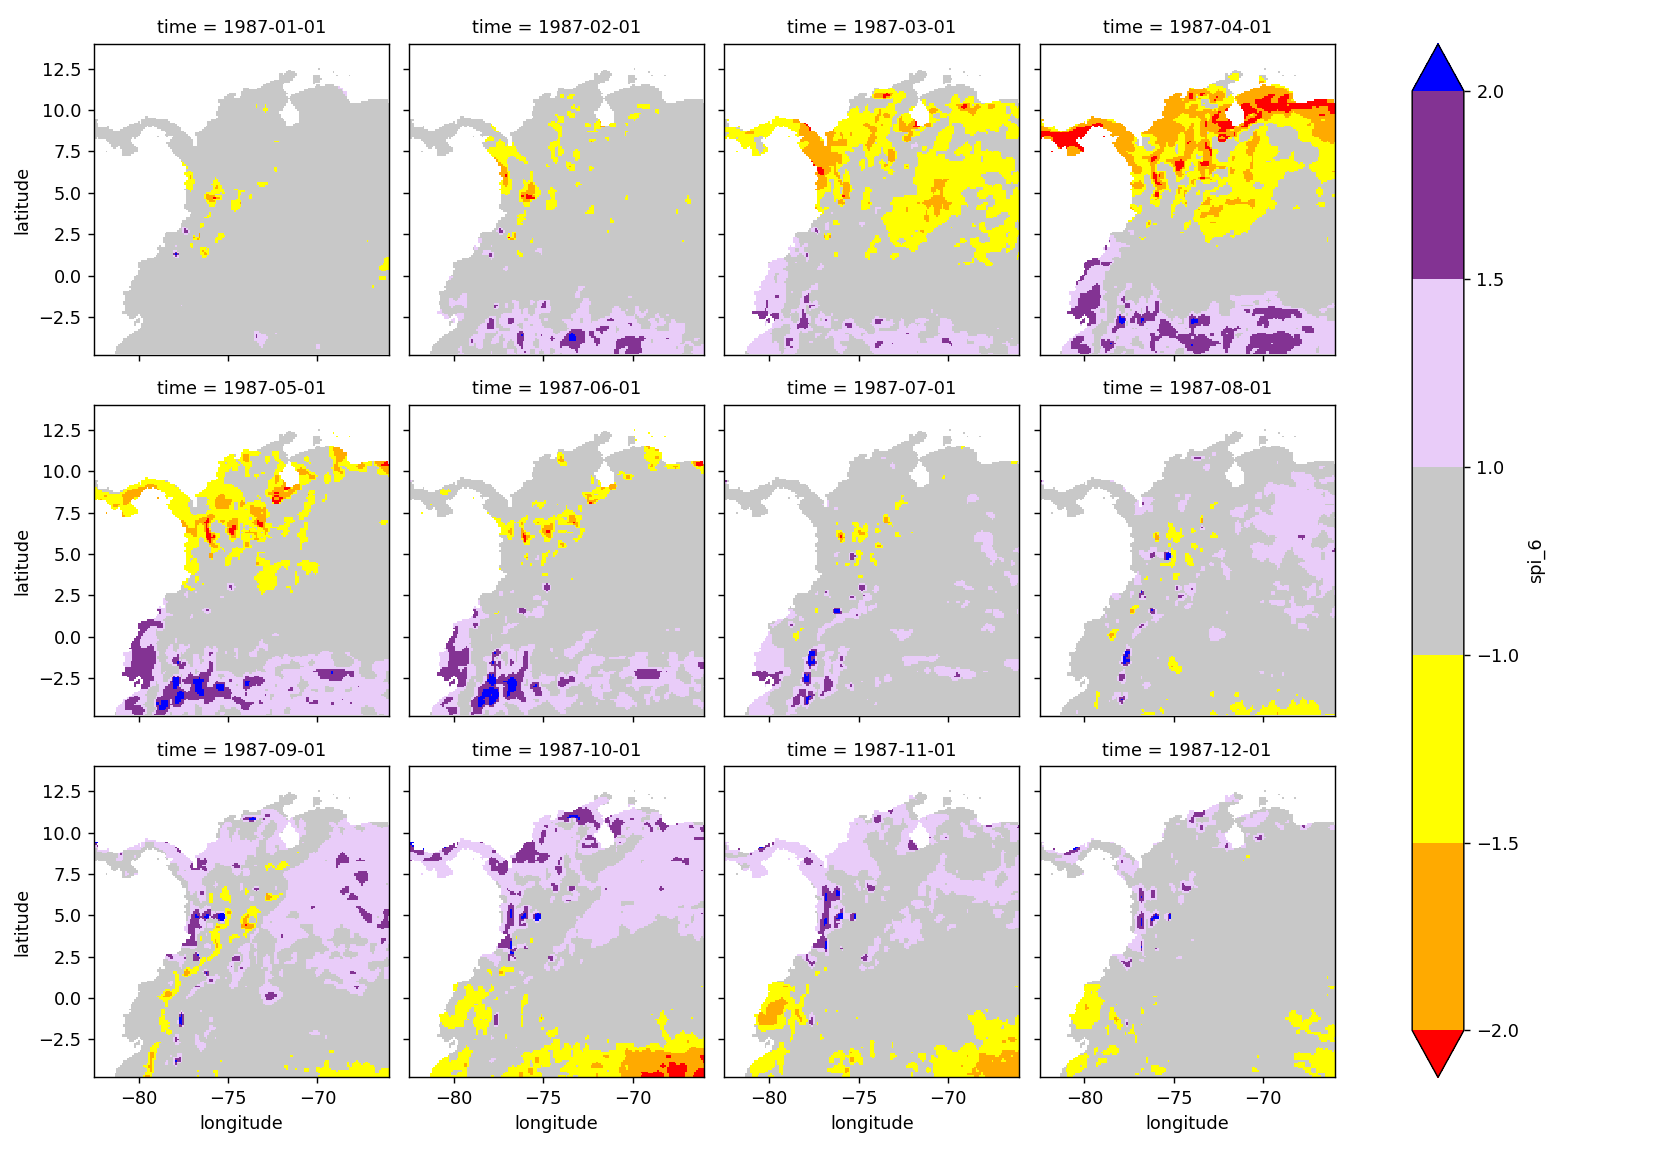 time = 1987-01-01
time = 1987-02-01
time = 1987-03-01
time = 1987-04-01
latitude
12.5
10.0
7.5
5.0
2.5
0.0
−2.5
time = 1987-05-01
time = 1987-06-01
time = 1987-07-01
time = 1987-08-01
latitude
12.5
10.0
7.5
5.0
2.5
0.0
−2.5
time = 1987-09-01
time = 1987-10-01
time = 1987-11-01
time = 1987-12-01
latitude
12.5
10.0
7.5
5.0
2.5
0.0
−2.5
−80 −75 −70
longitude
−80 −75 −70
longitude
−80 −75 −70
longitude
−80 −75 −70
longitude
2.0
1.5
1.0
−1.0
−1.5
−2.0
spi_6